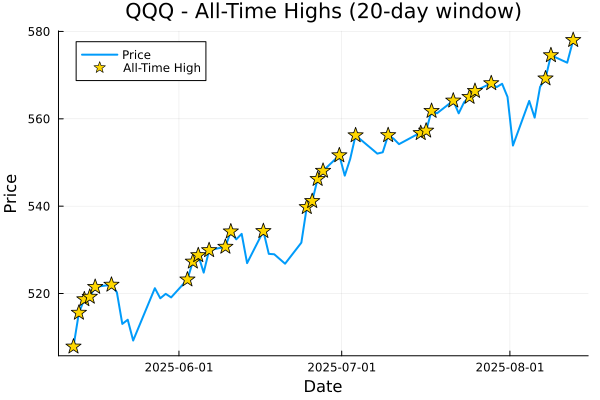 QQQ - All-Time Highs (20-day window)
Price
All-Time High
580
560
540
520
Price
2025-06-01
2025-07-01
2025-08-01
Date